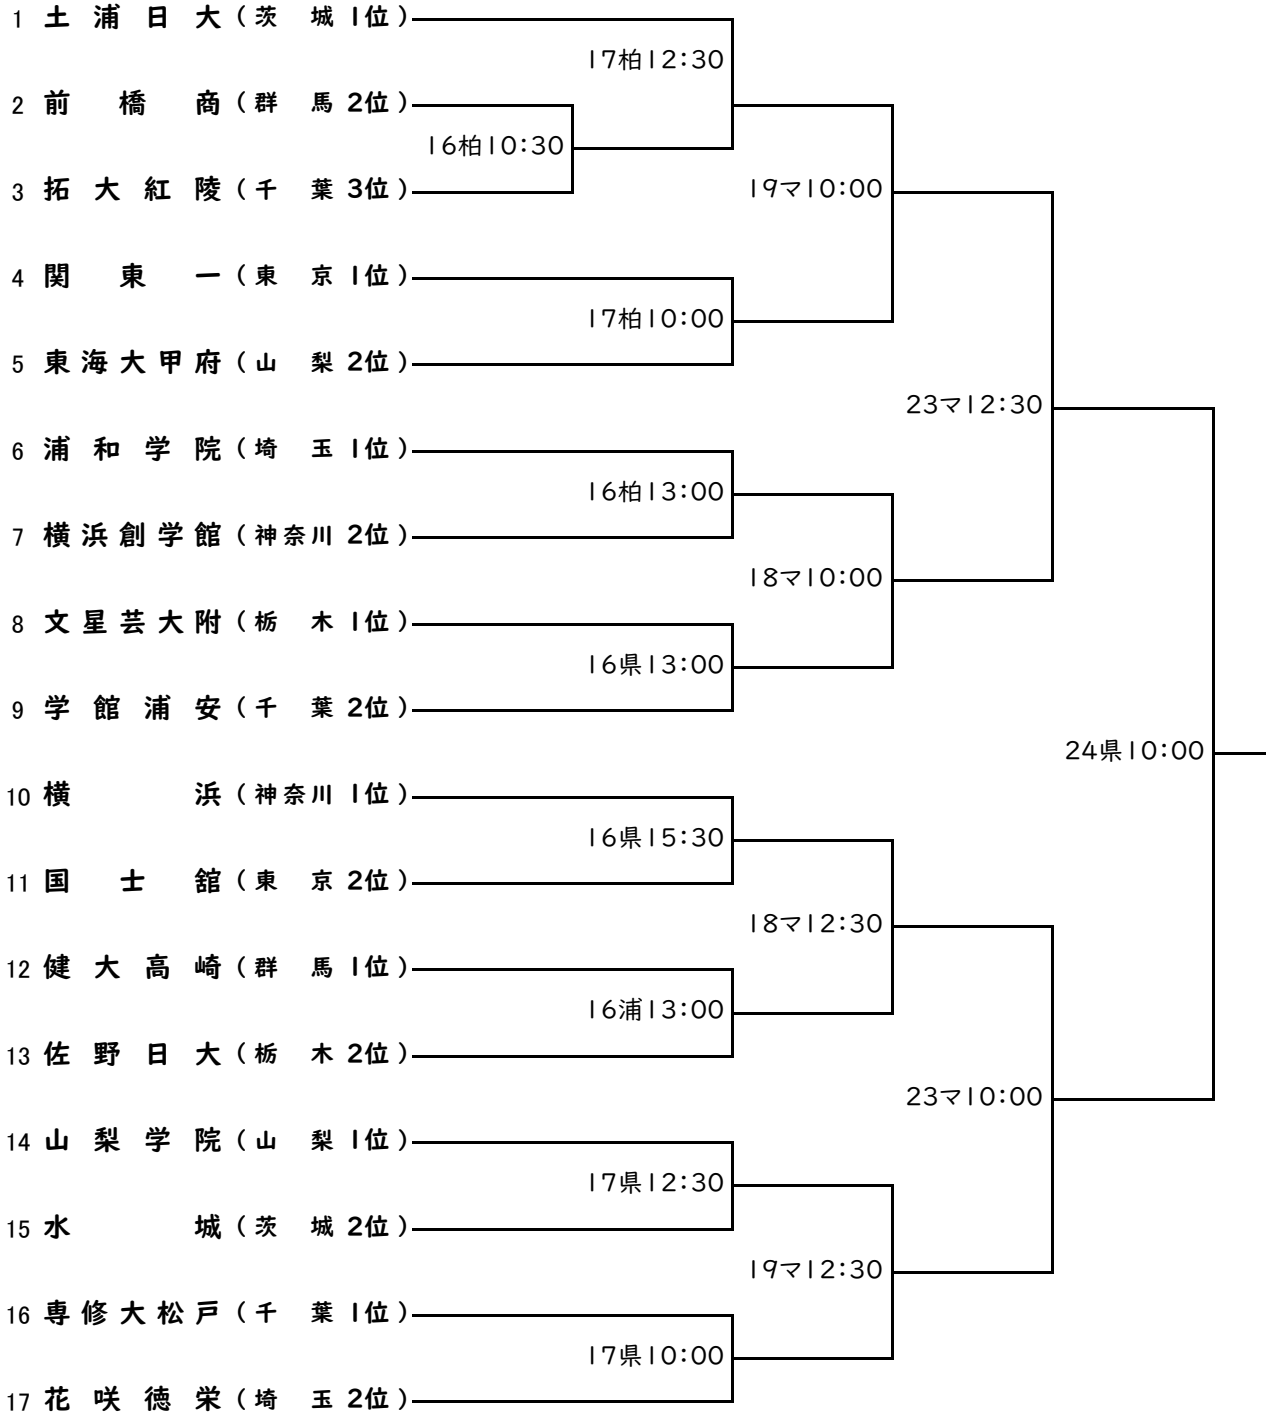 1 土浦日大(茨城1位)
17柏12:30
2 前橋商(群馬2位)
16柏10:30
3 拓大紅陵(千葉3位)
19マ10:00
4 関東一(東京1位)
17柏10:00
5 東海大甲府(山梨2位)
23マ12:30
6 浦和学院(埼玉1位)
16柏13:00
7 横浜創学館(神奈川2位)
18マ10:00
8 文星芸大附(栃木1位)
16県13:00
9 学館浦安(千葉2位)
24県10:00
10 横浜(神奈川1位)
16県15:30
11 国士舘(東京2位)
18マ12:30
12 健大高崎(群馬1位)
16浦13:00
13 佐野日大(栃木2位)
23マ10:00
14 山梨学院(山梨1位)
17県12:30
15 水城(茨城2位)
19マ12:30
16 専修大松戸(千葉1位)
17県10:00
17 花咲徳栄(埼玉2位)